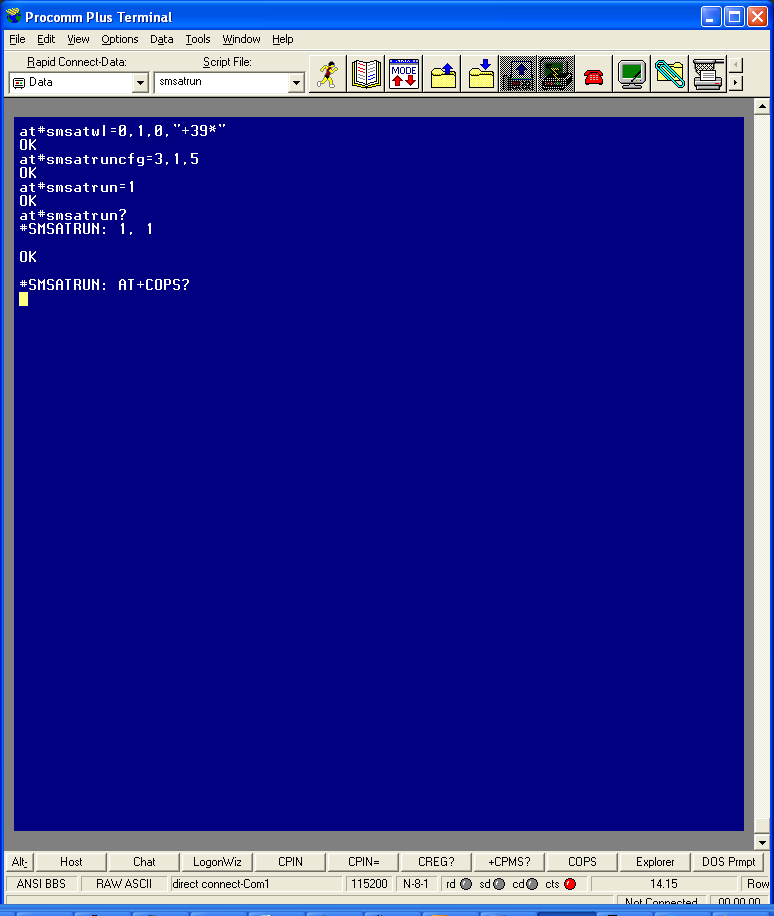 Procomm Plus Terminal
File Edit View Options Data Tools Window Help
Rapid Connect-Data: Script File:
Data smsatrun MODE
at*smsatwl=0,1,0,"+39*"
OK
at*smsatruncfg=3,1,5
OK
at*smsatrun=1
OK
at*smsatrun?
*SMSATRUN: 1, 1
OK
*SMSATRUN: AT+COPS?
Alt- Host Chat LogonWiz CPIN CPIN= CREG? +CPMS? COPS Explorer DOS Prmpt
ANSI BBS RAW ASCII direct connect-Com1 115200 N-8-1 rd sd cd cts 14.15 Row
Not Connected 00.00.00